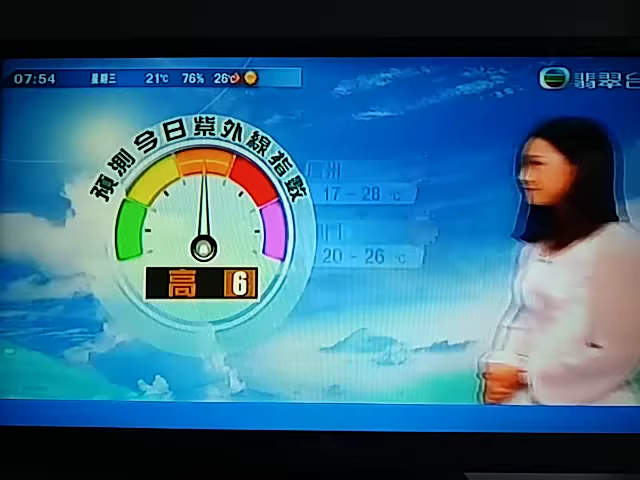 07:54 星期三 21℃ 76% 26℃
翡翠台
預測今日紫外線指數
廣州
17 - 28 ℃
20 - 26 ℃
高 6